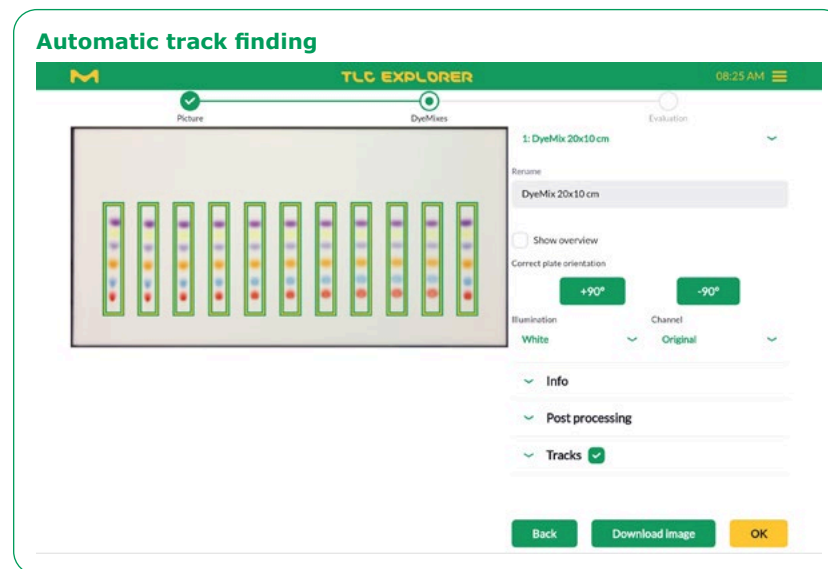 Automatic track finding
TLC EXPLORER
08:25 AM
Picture
DyeMixes
Evaluation
1: DyeMix 20x10 cm
Rename
DyeMix 20x10 cm
Show overview
Correct plate orientation
+90°
-90°
Illumination
Channel
White
Original
Info
Post processing
Tracks
Back
Download image
OK